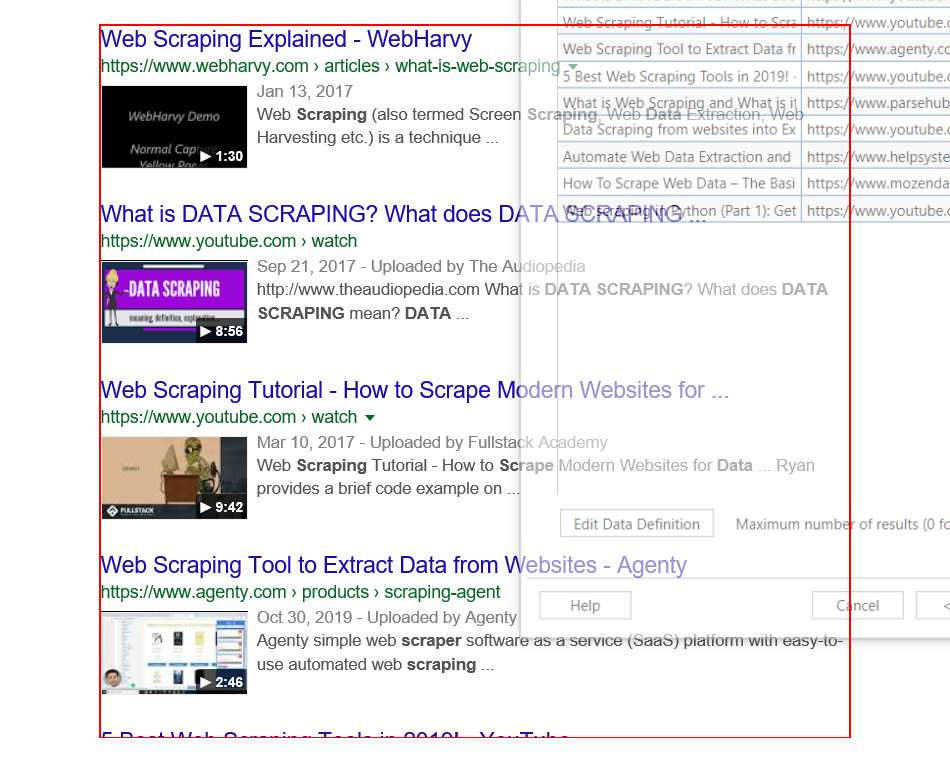 Web Scraping Explained - WebHarvy
https://www.webharvy.com › articles › what-is-web-scraping
Jan 13, 2017
Web Scraping (also termed Screen Scraping, Web Data Extraction, Web
Harvesting etc.) is a technique ...
WebHarvy Demo
Normal Capture
Yellow Pages
1:30
What is DATA SCRAPING? What does DATA SCRAPING ...
https://www.youtube.com › watch
Sep 21, 2017 - Uploaded by The Audiopedia
http://www.theaudiopedia.com What is DATA SCRAPING? What does DATA
SCRAPING mean? DATA ...
DATA SCRAPING
meaning, definition, explanation
8:56
Web Scraping Tutorial - How to Scrape Modern Websites for ...
https://www.youtube.com › watch
Mar 10, 2017 - Uploaded by Fullstack Academy
Web Scraping Tutorial - How to Scrape Modern Websites for Data ... Ryan
provides a brief code example on ...
FULLSTACK
9:42
Web Scraping Tool to Extract Data from Websites - Agenty
https://www.agenty.com › products › scraping-agent
Oct 30, 2019 - Uploaded by Agenty
Agenty simple web scraper software as a service (SaaS) platform with easy-to-
use automated web scraping ...
2:46
5 Best Web Scraping Tools in 2019! - YouTube
Web Scraping Tutorial - How to Scra https://www.youtube.c
Web Scraping Tool to Extract Data fr https://www.agenty.co
5 Best Web Scraping Tools in 2019! - https://www.youtube.c
What is Web Scraping and What is it https://www.parsehub
Data Scraping from websites into Ex https://www.youtube.c
Automate Web Data Extraction and https://www.helpsyste
How To Scrape Web Data – The Basi https://www.mozenda
Web scraping in Python (Part 1): Get https://www.youtube.c
Edit Data Definition Maximum number of results (0 fo
Help Cancel <